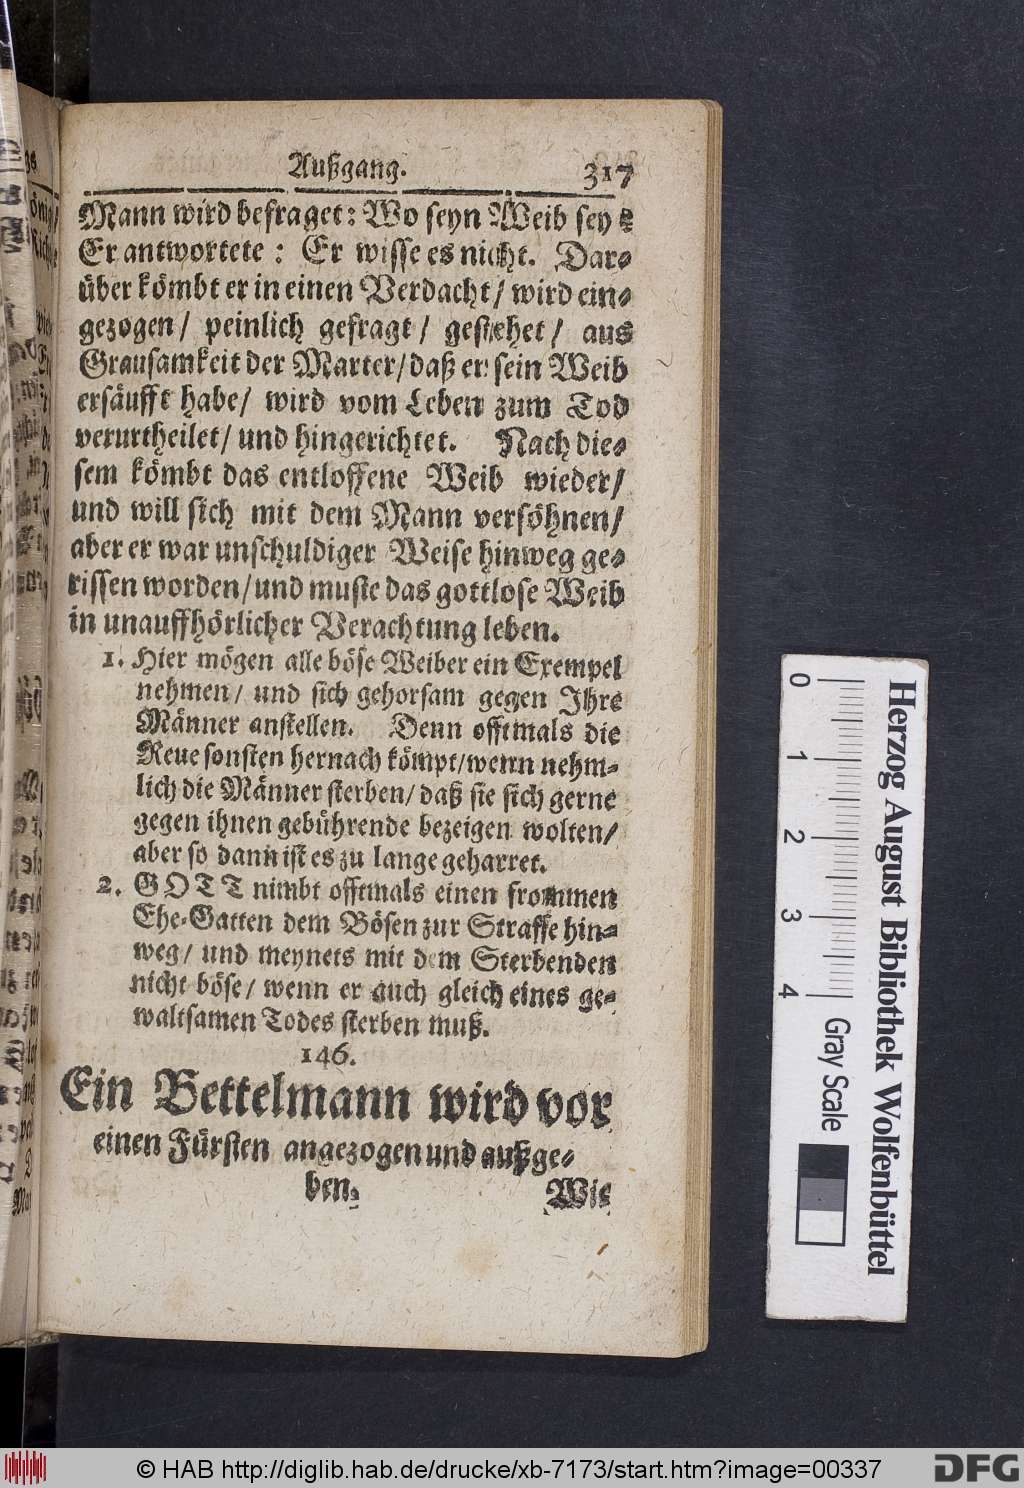 Außgang. 317
Mann wird befraget: Wo seyn Weib sey?
Er antwortete: Er wisse es nicht. Dar-
über kömbt er in einen Verdacht/ wird ein-
gezogen/ peinlich gefragt/ gestehet/ aus
Grausamkeit der Marter/ daß er sein Weib
ersäufft habe/ wird vom Leben zum Tod
verurtheilet/ und hingerichtet. Nach die-
sem kömbt das entloffene Weib wieder/
und will sich mit dem Mann versöhnen/
aber er war unschuldiger Weise hinweg ge-
rissen worden/ und muste das gottlose Weib
in unauffhörlicher Verachtung leben.
1. Hier mögen alle böse Weiber ein Exempel
nehmen/ und sich gehorsam gegen Ihre
Männer anstellen. Denn offtmals die
Reue sonsten hernach kömpt/ wenn nehm-
lich die Männer sterben/ daß sie sich gerne
gegen ihnen gebührende bezeigen wolten/
aber so dann ist es zu lange geharret.
2. GOTT nimbt offtmals einen frommen
Ehe-Gatten dem Bösen zur Straffe hin-
weg/ und meynets mit dem Sterbenden
nicht böse/ wenn er auch gleich eines ge-
waltsamen Todes sterben muß.
146.
Ein Bettelmann wird vor
einen Fürsten angezogen und außge-
ben.
Wie
0 1 2 3 4
Gray Scale
Herzog August Bibliothek Wolfenbüttel
© HAB http://diglib.hab.de/drucke/xb-7173/start.htm?image=00337
DFG